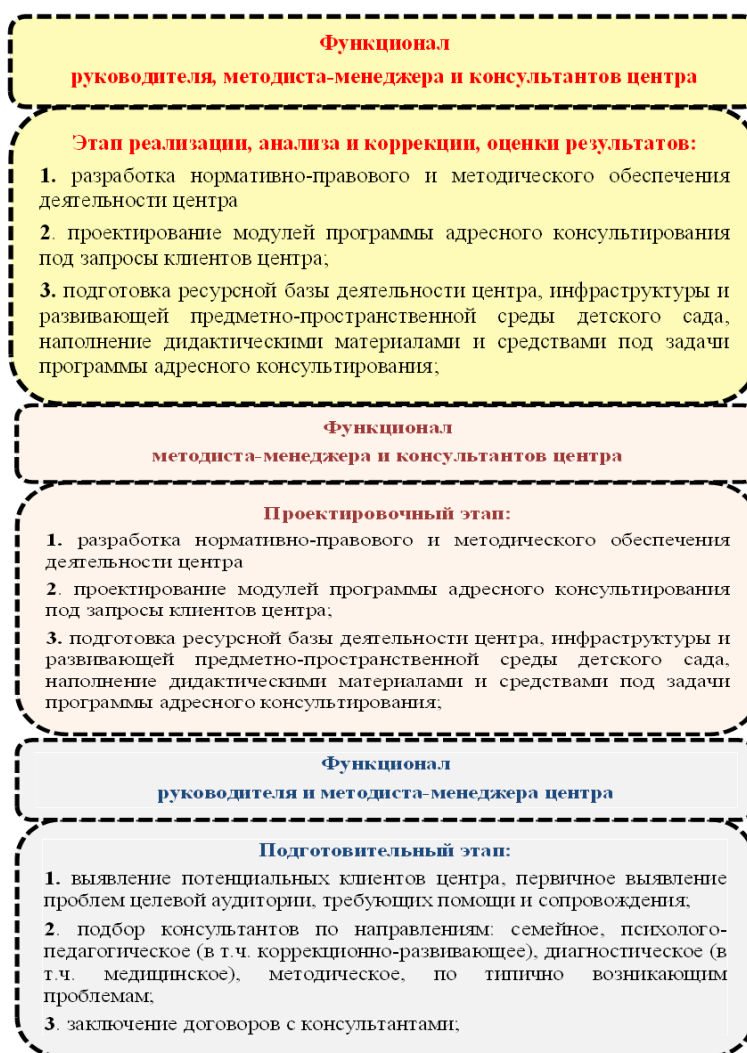 Функционал
руководителя, методиста-менеджера и консультантов центра
Этап реализации, анализа и коррекции, оценки результатов:
1. разработка нормативно-правового и методического обеспечения
деятельности центра
2. проектирование модулей программы адресного консультирования
под запросы клиентов центра;
3. подготовка ресурсной базы деятельности центра, инфраструктуры и
развивающей предметно-пространственной среды детского сада,
наполнение дидактическими материалами и средствами под задачи
программы адресного консультирования;
Функционал
методиста-менеджера и консультантов центра
Проектировочный этап:
1. разработка нормативно-правового и методического обеспечения
деятельности центра
2. проектирование модулей программы адресного консультирования
под запросы клиентов центра;
3. подготовка ресурсной базы деятельности центра, инфраструктуры и
развивающей предметно-пространственной среды детского сада,
наполнение дидактическими материалами и средствами под задачи
программы адресного консультирования;
Функционал
руководителя и методиста-менеджера центра
Подготовительный этап:
1. выявление потенциальных клиентов центра, первичное выявление
проблем целевой аудитории, требующих помощи и сопровождения;
2. подбор консультантов по направлениям: семейное, психолого-
педагогическое (в т.ч. коррекционно-развивающее), диагностическое (в
т.ч. медицинское), методическое, по типично возникающим
проблемам;
3. заключение договоров с консультантами;